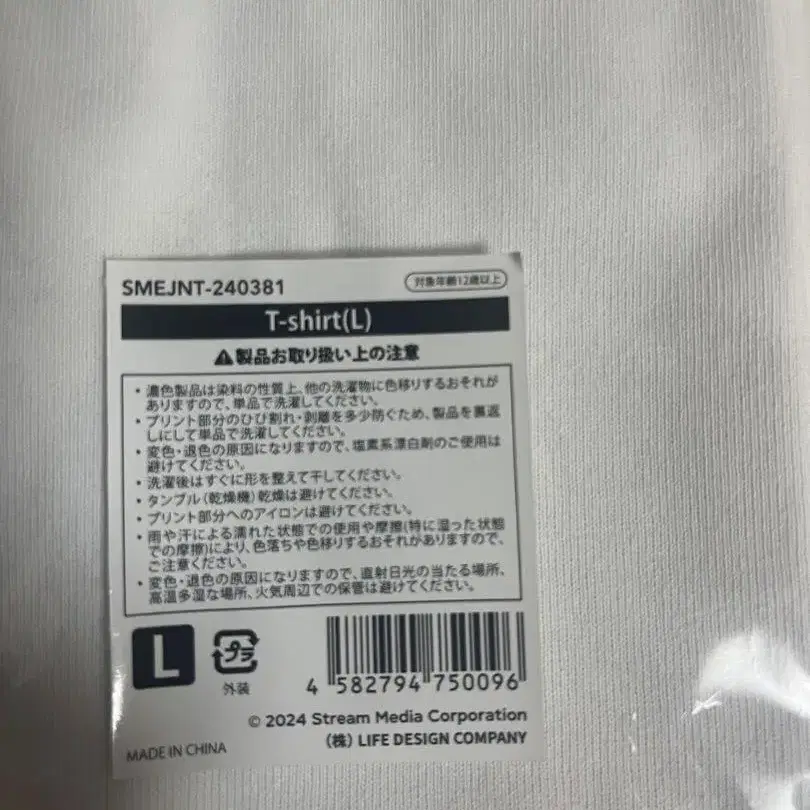 SMEJNT-240381
対象年齢12歳以上
T-shirt(L)
⚠製品お取り扱い上の注意
・濃色製品は染料の性質上、他の洗濯物に色移りするおそれが
ありますので、単品で洗濯してください。
・プリント部分のひび割れ・剥離を多少防ぐため、製品を裏返
しにして単品で洗濯してください。
・変色・退色の原因になりますので、塩素系漂白剤のご使用は
避けてください。
・洗濯後はすぐに形を整えて干してください。
・タンブル(乾燥機)乾燥は避けてください。
・プリント部分へのアイロンは避けてください。
・雨や汗による濡れた状態での使用や摩擦(特に湿った状態
での摩擦)により、色落ちや色移りするおそれがありますので、
ご注意ください。
・変色・退色の原因になりますので、直射日光の当たる場所、
高温多湿な場所、火気周辺での保管は避けてください。
L
プラ
外装
4 582794 750096
© 2024 Stream Media Corporation
(株) LIFE DESIGN COMPANY
MADE IN CHINA